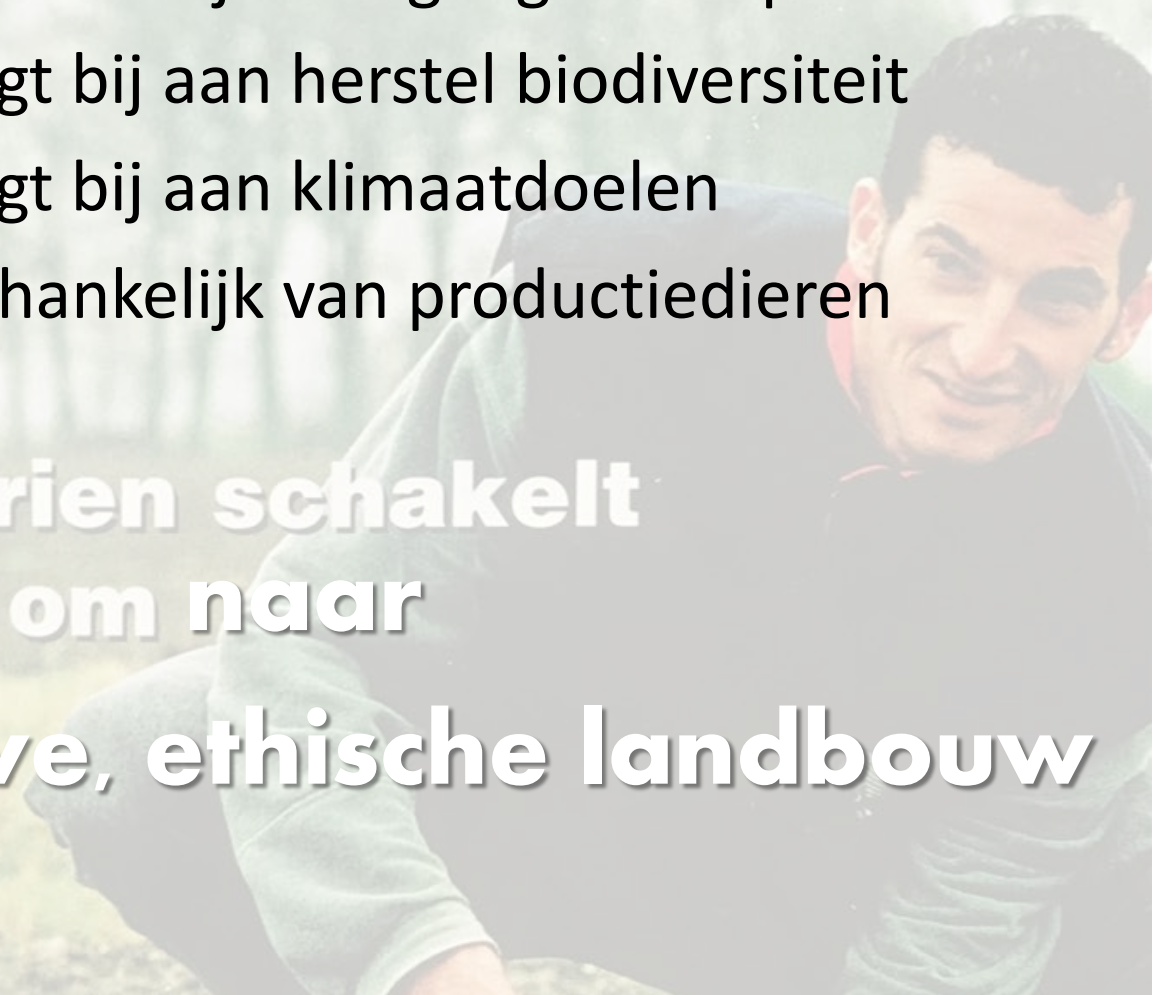 gt bij aan herstel biodiversiteit
gt bij aan klimaatdoelen
hankelijk van productiedieren
rien schakelt
om naar
ve, ethische landbouw